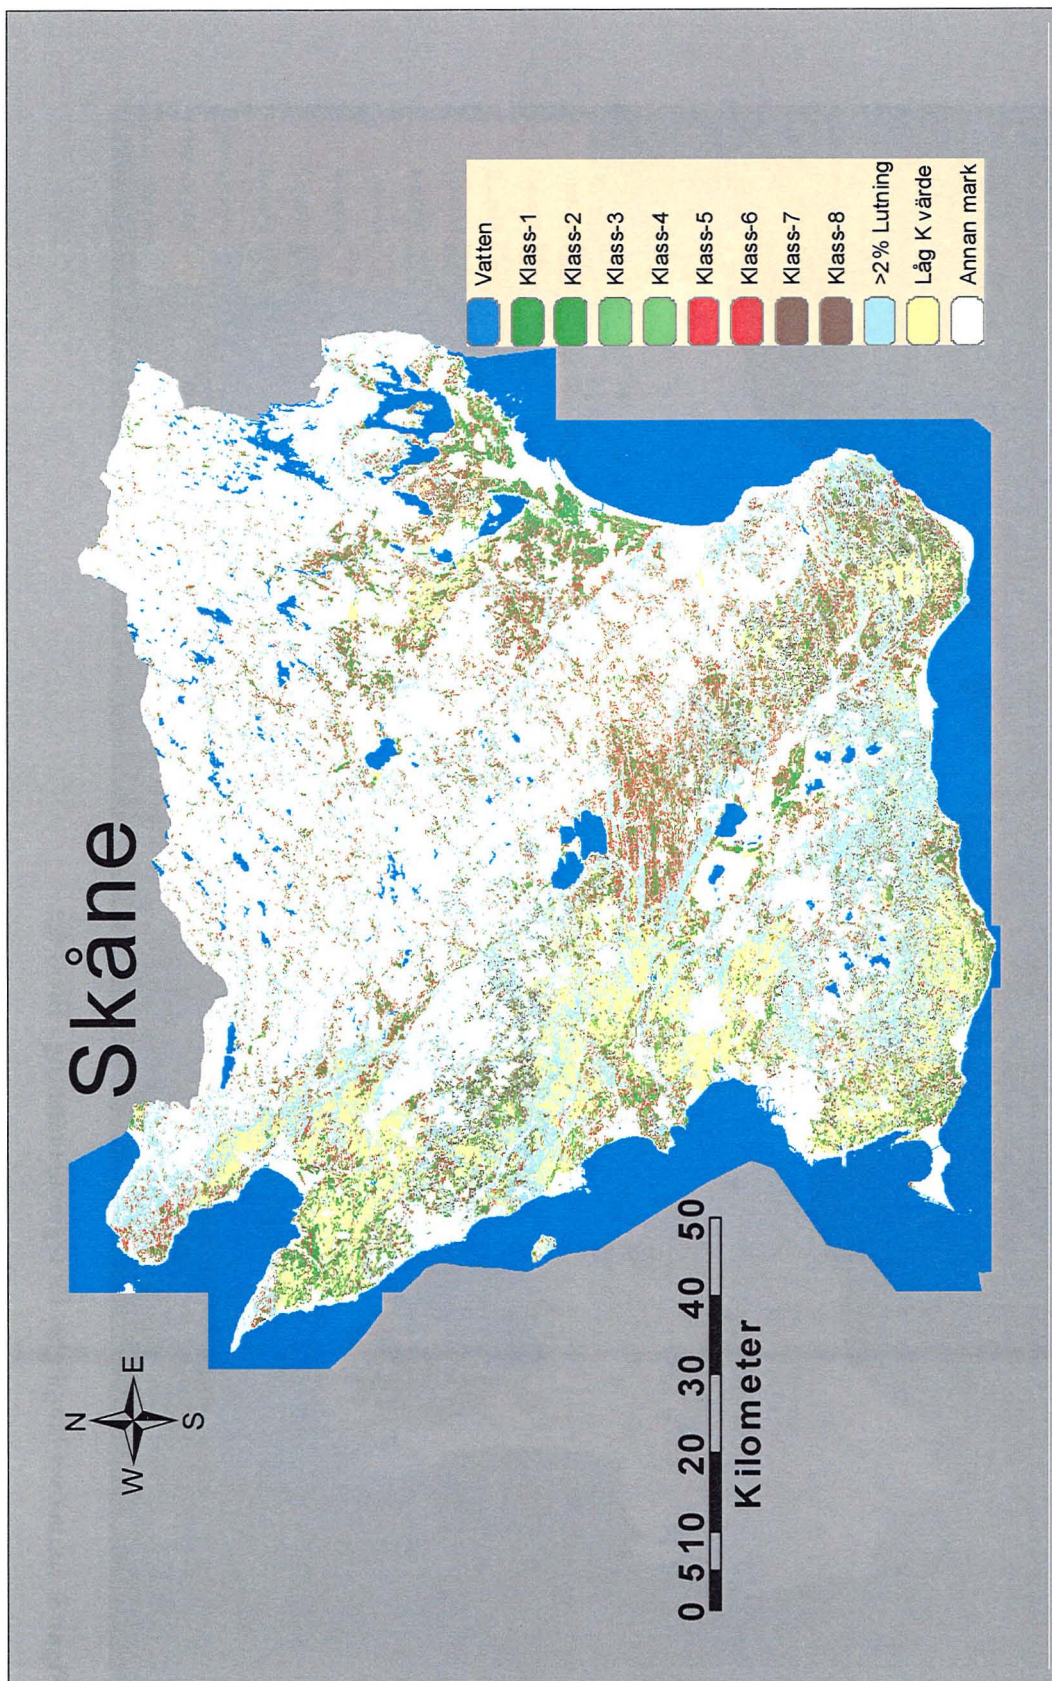 Skåne
N
W E
S
Vatten
Klass-1
Klass-2
Klass-3
Klass-4
Klass-5
Klass-6
Klass-7
Klass-8
>2% Lutning
Låg K värde
Annan mark
0 5 10 20 30 40 50
Kilometer